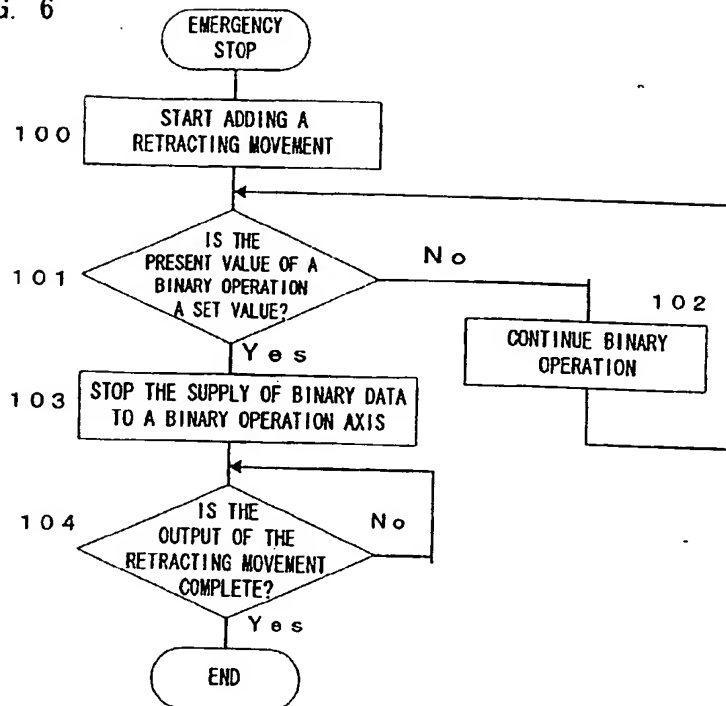 G. 6
EMERGENCY
STOP
100
START ADDING A
RETRACTING MOVEMENT
101
IS THE
PRESENT VALUE OF A
BINARY OPERATION
A SET VALUE?
No
102
CONTINUE BINARY
OPERATION
Yes
103
STOP THE SUPPLY OF BINARY DATA
TO A BINARY OPERATION AXIS
104
IS THE
OUTPUT OF THE
RETRACTING MOVEMENT
COMPLETE?
No
Yes
END